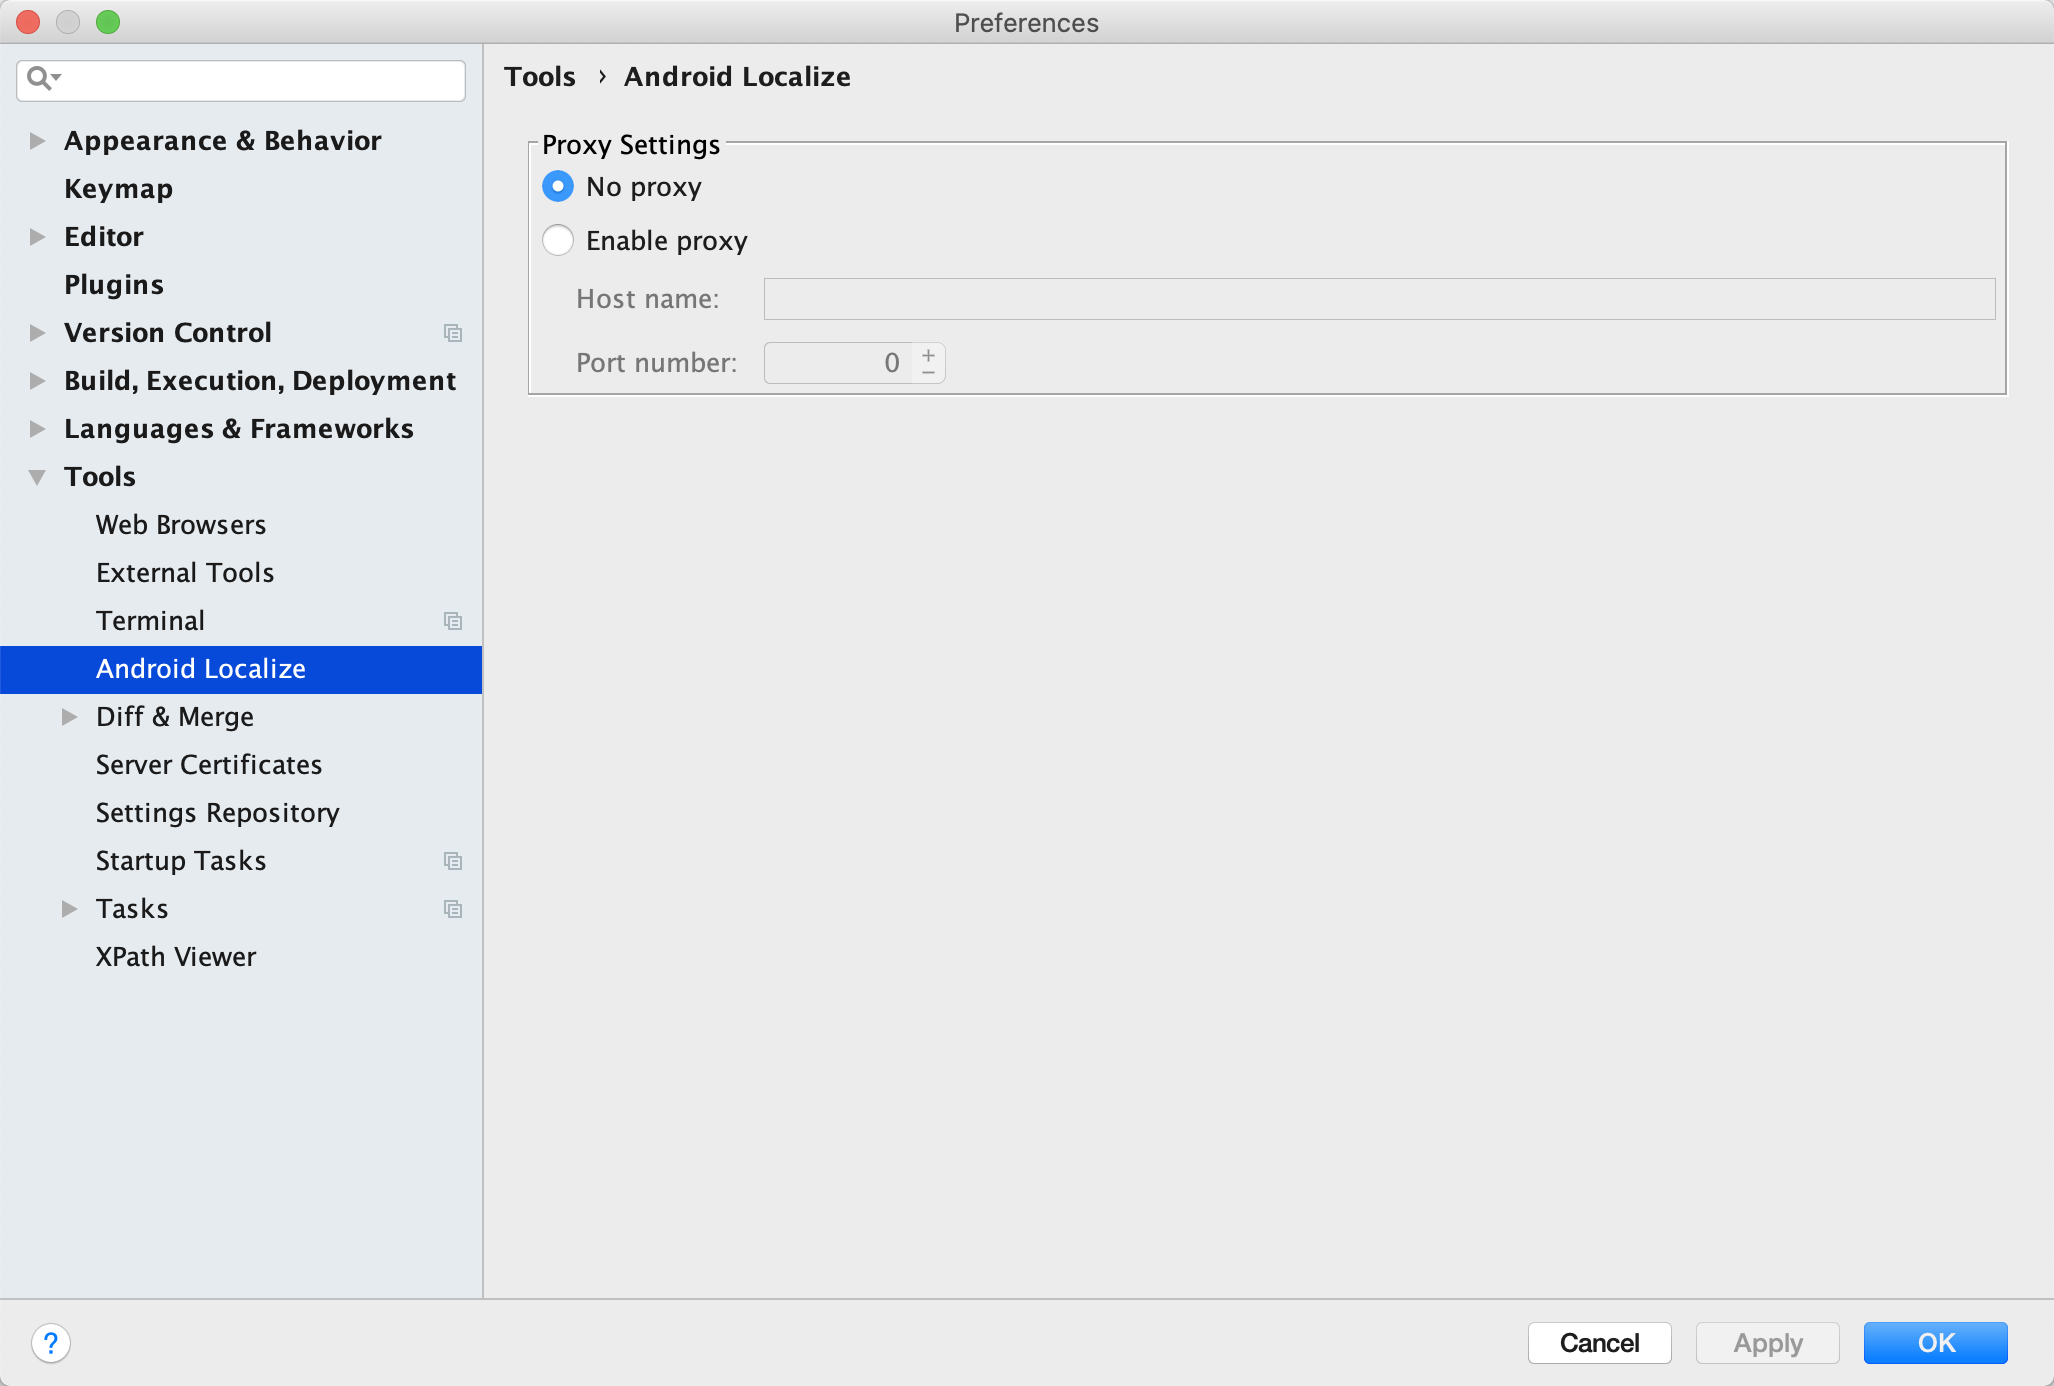 Preferences
Appearance & Behavior
Keymap
Editor
Plugins
Version Control
Build, Execution, Deployment
Languages & Frameworks
Tools
Web Browsers
External Tools
Terminal
Android Localize
Diff & Merge
Server Certificates
Settings Repository
Startup Tasks
Tasks
XPath Viewer
Tools › Android Localize
Proxy Settings
No proxy
Enable proxy
Host name:
Port number: 0 + −
? Cancel Apply OK